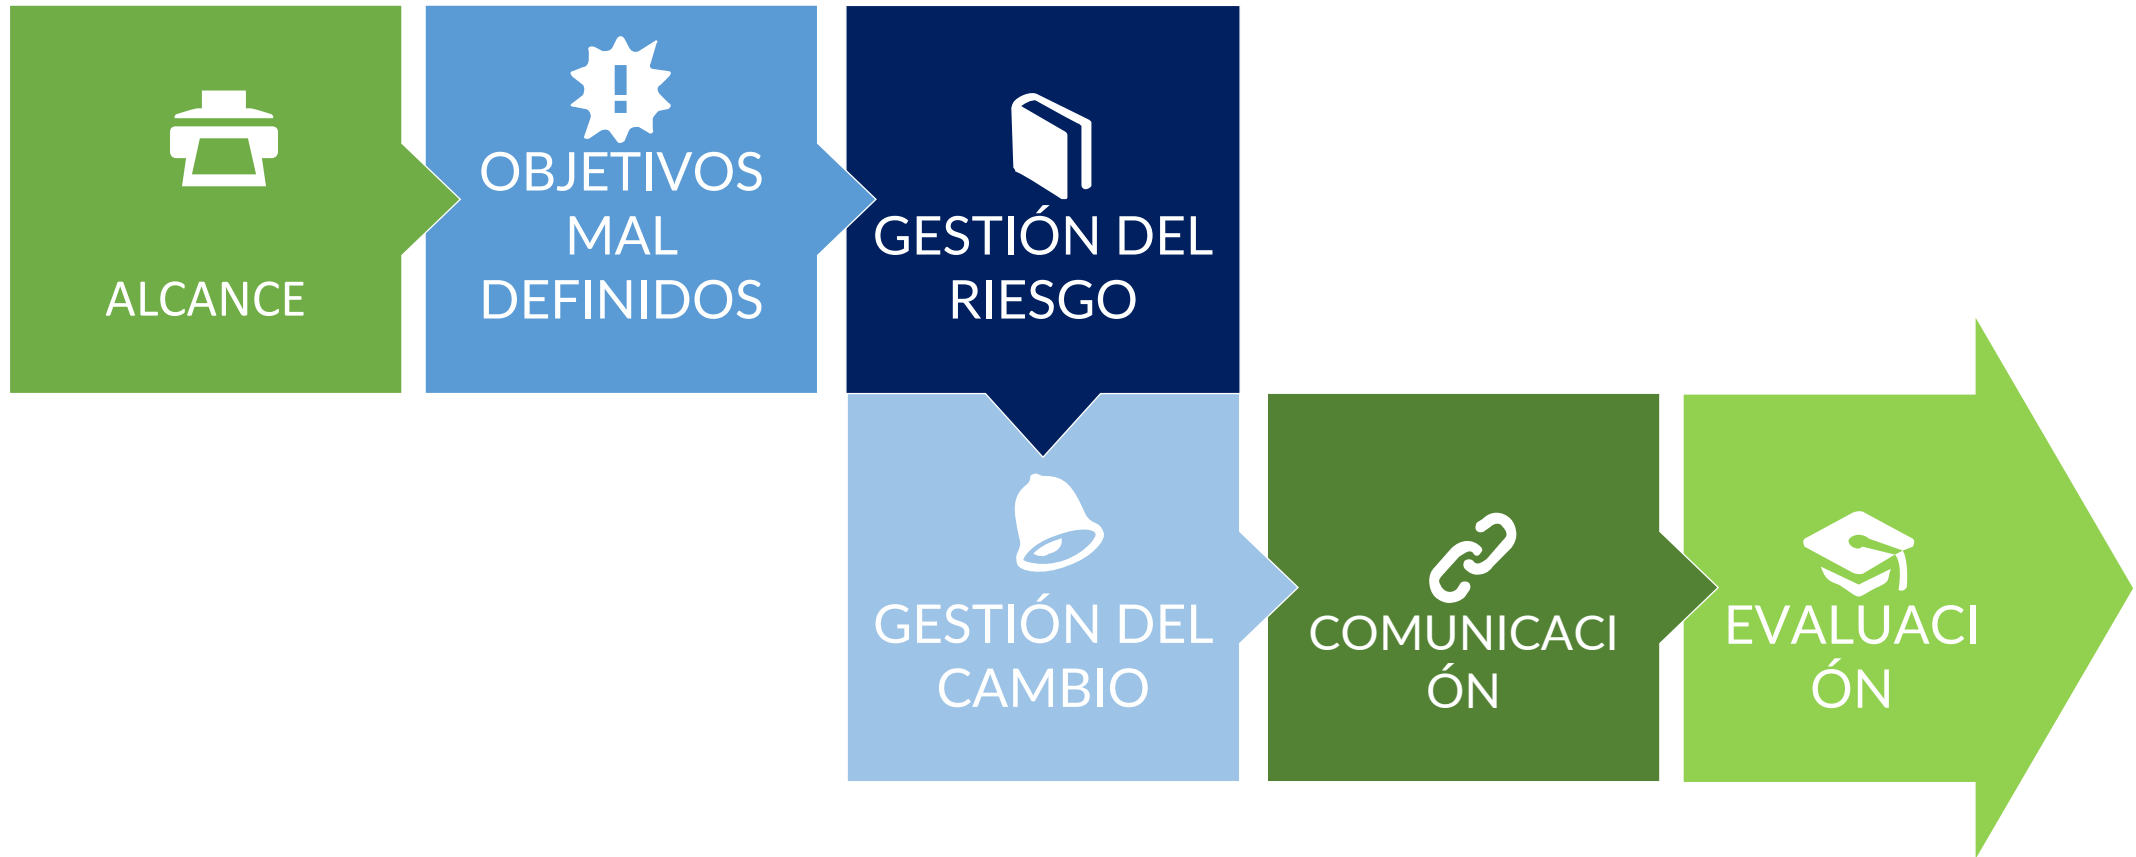 ALCANCE
OBJETIVOS
MAL
DEFINIDOS
GESTIÓN DEL
RIESGO
GESTIÓN DEL
CAMBIO
COMUNICACI
ÓN
EVALUACI
ÓN